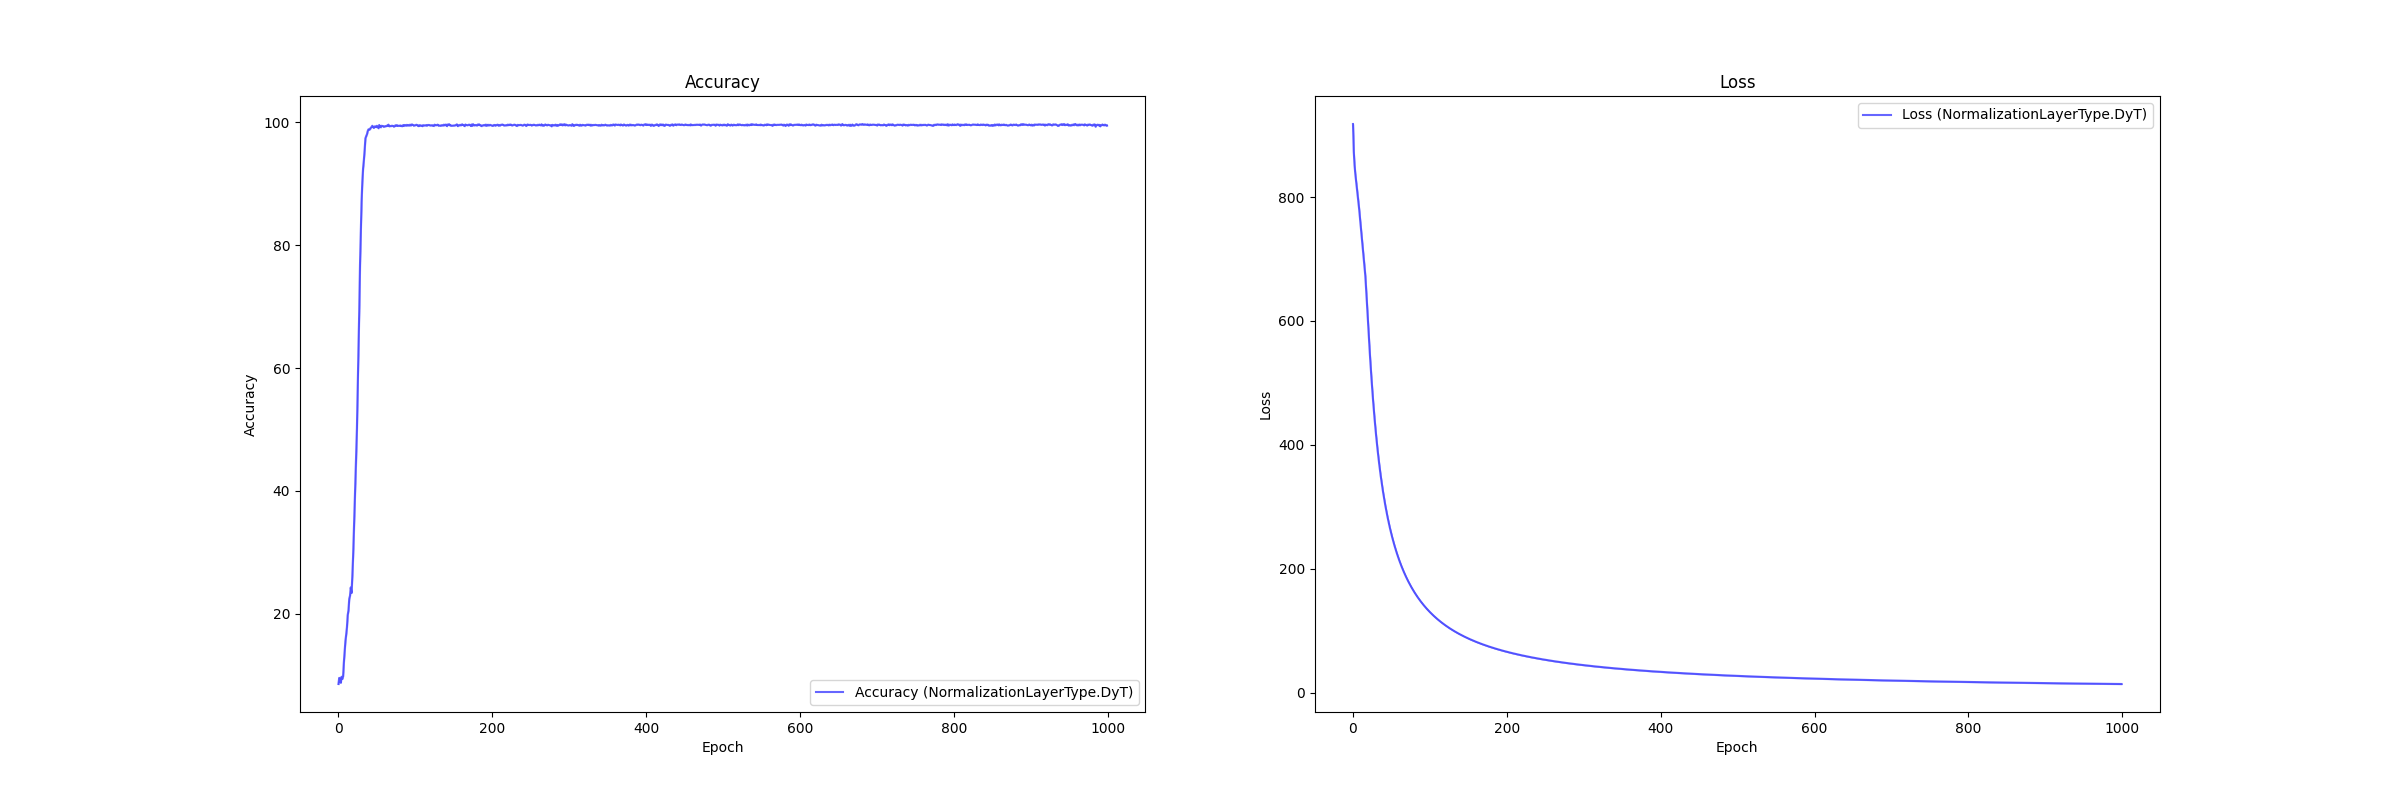 Accuracy
100
80
60
40
20
Accuracy
Accuracy (NormalizationLayerType.DyT)
0 200 400 600 800 1000
Epoch
Loss
Loss (NormalizationLayerType.DyT)
800
600
400
200
0
Loss
0 200 400 600 800 1000
Epoch